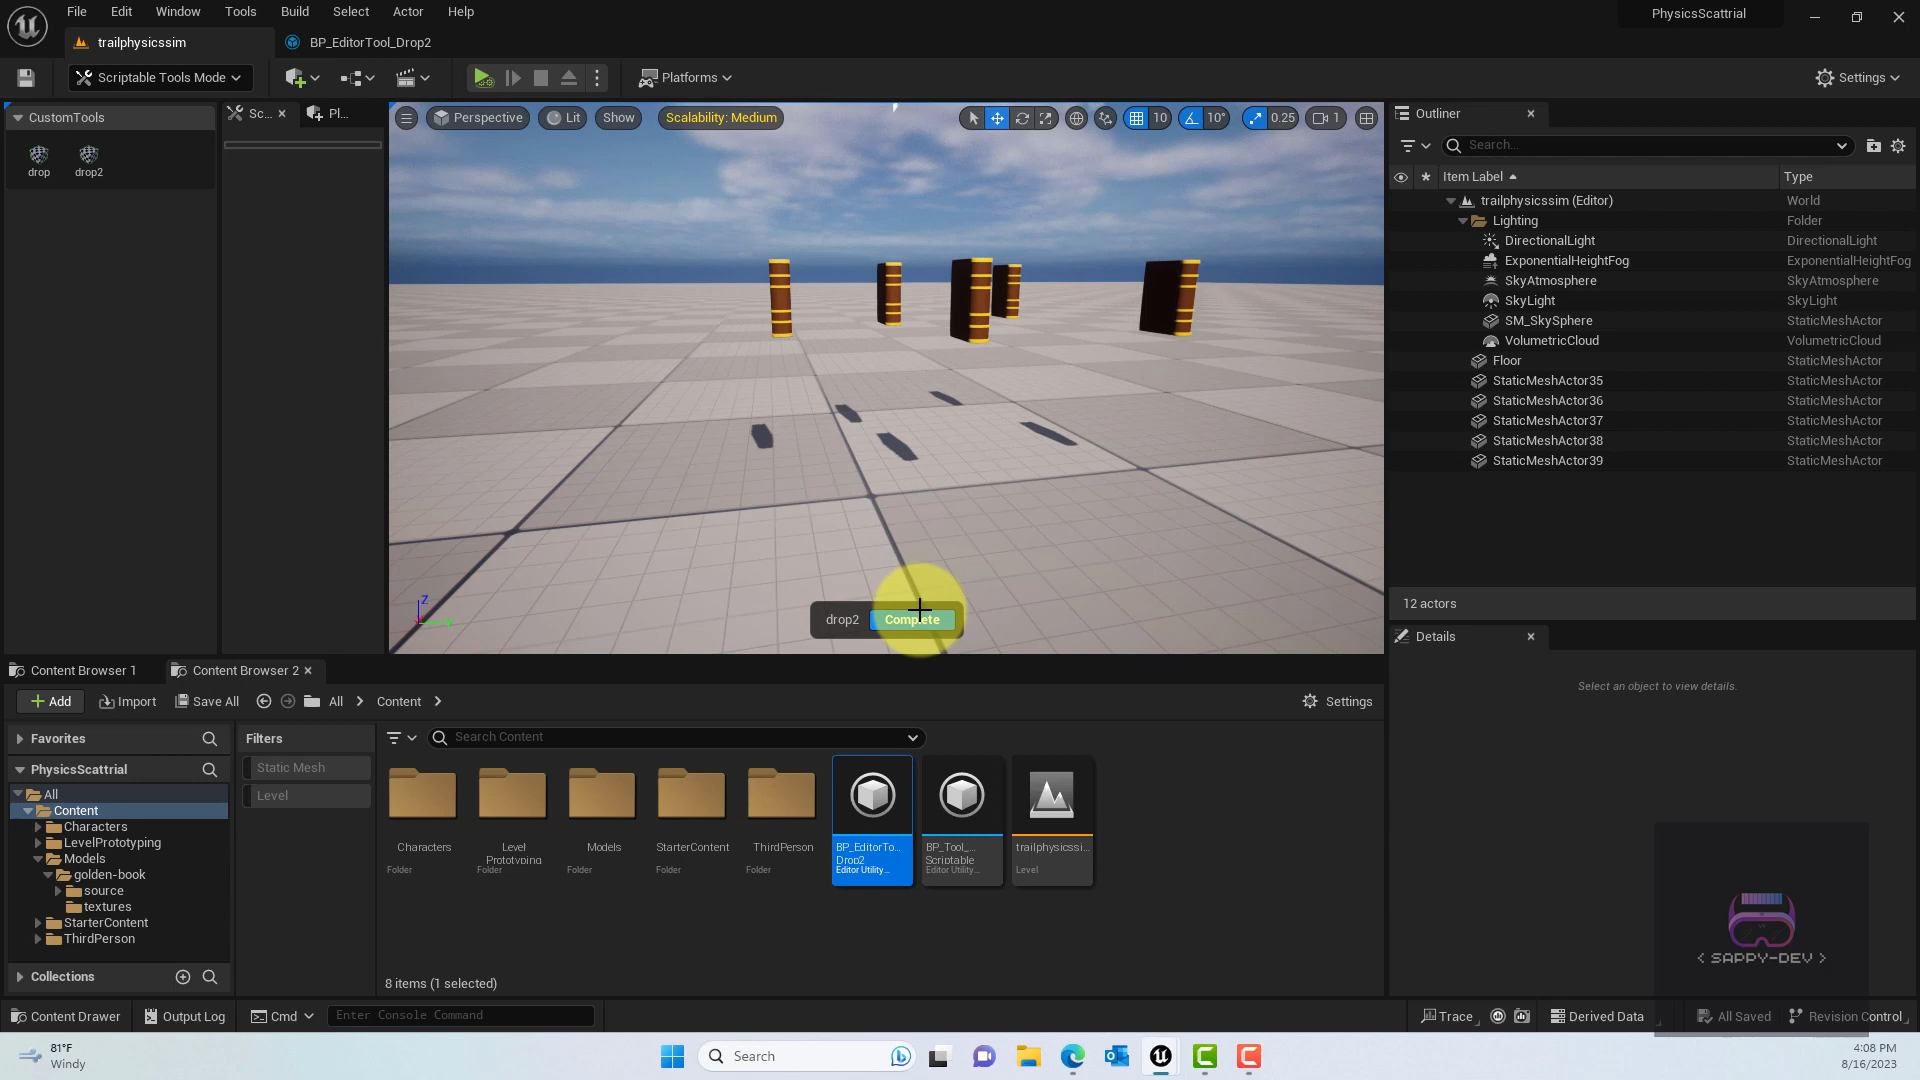 File Edit Window Tools Build Select Actor Help
PhysicsScattrial
trailphysicssim
BP_EditorTool_Drop2
Scriptable Tools Mode
Platforms
Settings
CustomTools
drop
drop2
Sc...
Pl...
Perspective
Lit
Show
Scalability: Medium
10
10°
0.25
1
Z
drop2
Complete
Outliner
Search...
Item Label
Type
trailphysicssim (Editor) World
Lighting Folder
DirectionalLight DirectionalLight
ExponentialHeightFog ExponentialHeightFog
SkyAtmosphere SkyAtmosphere
SkyLight SkyLight
SM_SkySphere StaticMeshActor
VolumetricCloud VolumetricCloud
Floor StaticMeshActor
StaticMeshActor35 StaticMeshActor
StaticMeshActor36 StaticMeshActor
StaticMeshActor37 StaticMeshActor
StaticMeshActor38 StaticMeshActor
StaticMeshActor39 StaticMeshActor
12 actors
Details
Select an object to view details.
Content Browser 1
Content Browser 2
Add
Import
Save All
All
Content
Settings
Favorites
PhysicsScattrial
All
Content
Characters
LevelPrototyping
Models
golden-book
source
textures
StarterContent
ThirdPerson
Collections
Filters
Static Mesh
Level
Search Content
Characters
Folder
Level
Prototyping
Folder
Models
Folder
StarterContent
Folder
ThirdPerson
Folder
BP_EditorTo...
Drop2
Editor Utility...
BP_Tool_...
Scriptable
Editor Utility...
trailphysicssi...
Level
8 items (1 selected)
< SAPPY-DEV >
Content Drawer
Output Log
Cmd
Enter Console Command
Trace
Derived Data
All Saved
Revision Control
81°F
Windy
Search
4:08 PM
8/16/2023